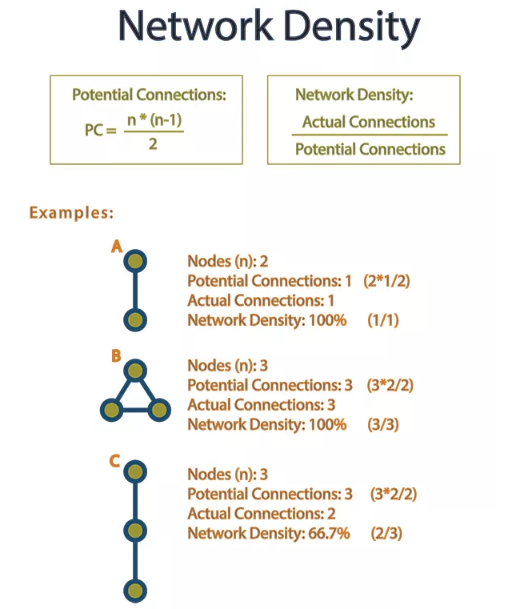 Network Density
Potential Connections:
PC = n * (n-1)
2
Network Density:
Actual Connections
Potential Connections
Examples:
A
Nodes (n): 2
Potential Connections: 1 (2*1/2)
Actual Connections: 1
Network Density: 100% (1/1)
B
Nodes (n): 3
Potential Connections: 3 (3*2/2)
Actual Connections: 3
Network Density: 100% (3/3)
C
Nodes (n): 3
Potential Connections: 3 (3*2/2)
Actual Connections: 2
Network Density: 66.7% (2/3)